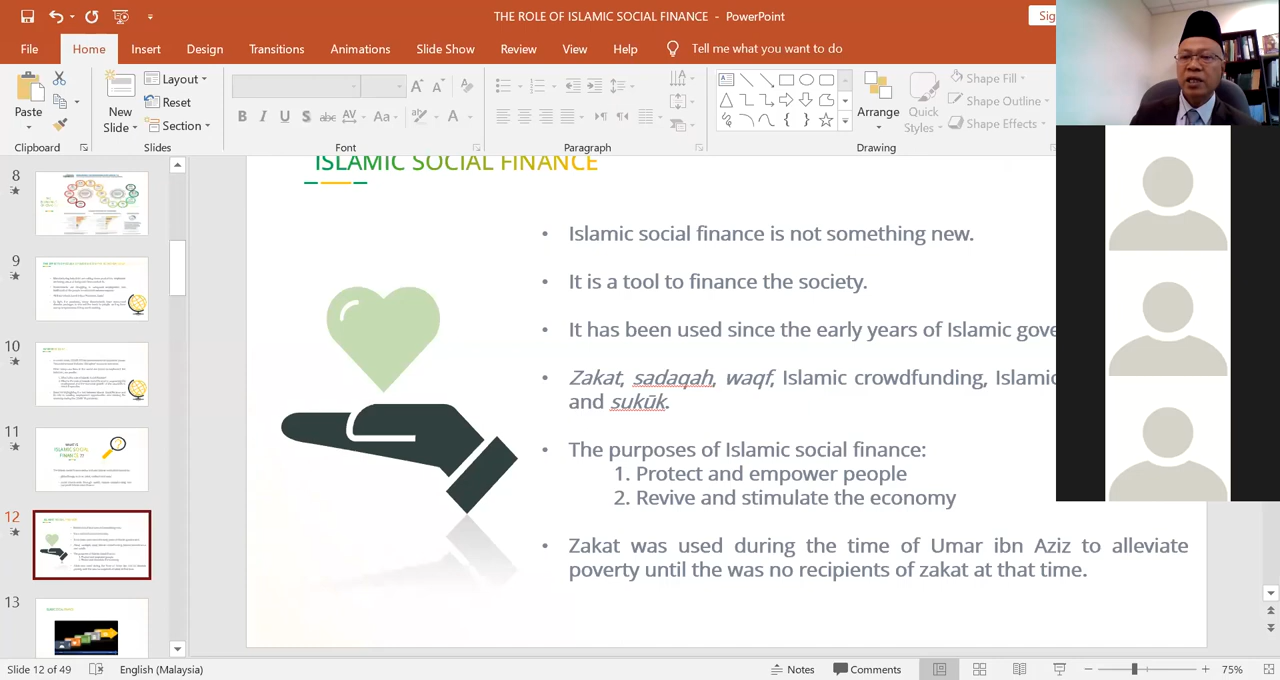 THE ROLE OF ISLAMIC SOCIAL FINANCE - PowerPoint
Sig
File Home Insert Design Transitions Animations Slide Show Review View Help Tell me what you want to do
Paste
New
Slide
Layout
Reset
Section
Arrange
Quick
Styles
Shape Fill
Shape Outline
Shape Effects
Clipboard Slides Font Paragraph Drawing
8
9
10
11
WHAT IS
ISLAMIC SOCIAL
FINANCE ??
12
13
ISLAMIC SOCIAL FINANCE
• Islamic social finance is not something new.
• It is a tool to finance the society.
• It has been used since the early years of Islamic gove
• Zakat, sadaqah, waqf, Islamic crowdfunding, Islamic
and sukūk.
• The purposes of Islamic social finance:
1. Protect and empower people
2. Revive and stimulate the economy
• Zakat was used during the time of Umar ibn Aziz to alleviate
poverty until the was no recipients of zakat at that time.
Slide 12 of 49 English (Malaysia) Notes Comments 75%